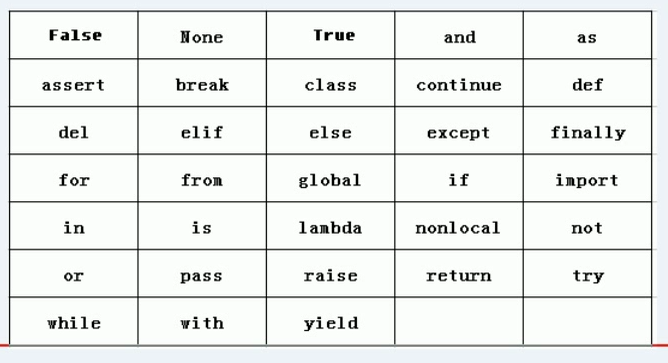 False None True and as
assert break class continue def
del elif else except finally
for from global if import
in is lambda nonlocal not
or pass raise return try
while with yield